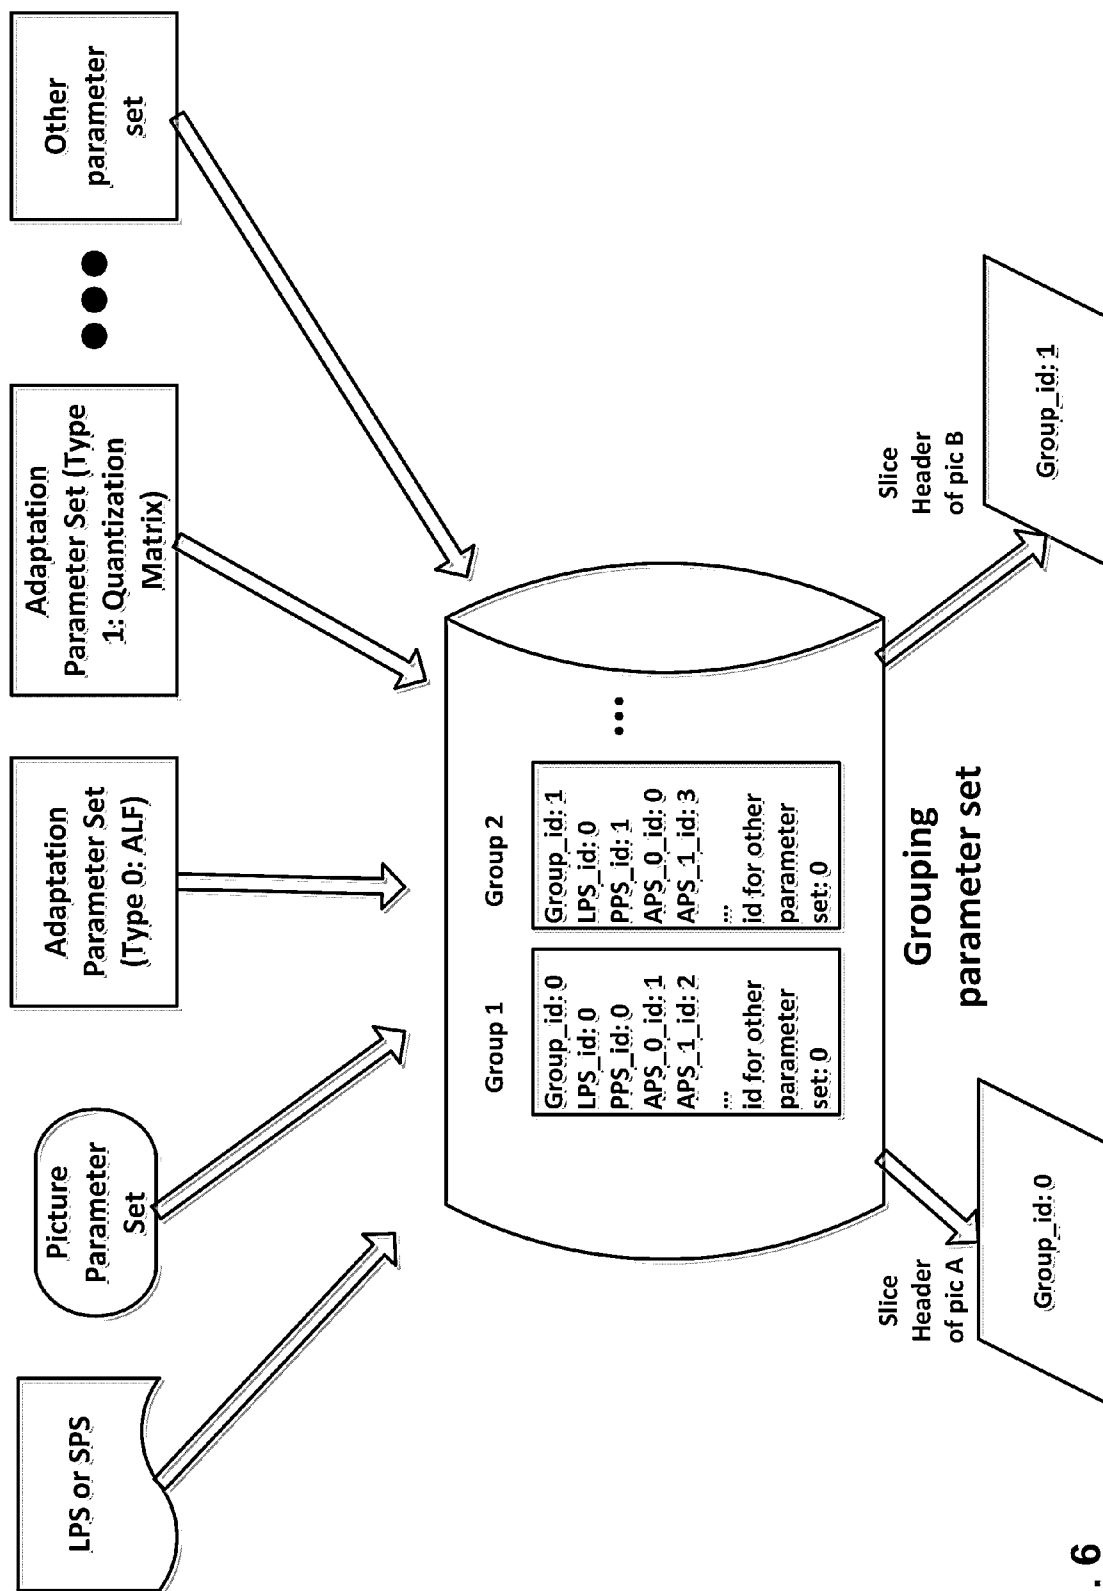 LPS or SPS
Picture
Parameter
Set
Adaptation
Parameter Set
(Type 0: ALF)
Adaptation
Parameter Set (Type
1: Quantization
Matrix)
Other
parameter
set
Group 1
Group_id: 0
LPS_id: 0
PPS_id: 0
APS_0_id: 1
APS_1_id: 2
...
id for other
parameter
set: 0
Group 2
Group_id: 1
LPS_id: 0
PPS_id: 1
APS_0_id: 0
APS_1_id: 3
...
id for other
parameter
set: 0
...
Grouping
parameter set
Slice
Header
of pic A
Group_id: 0
Slice
Header
of pic B
Group_id: 1
. 6